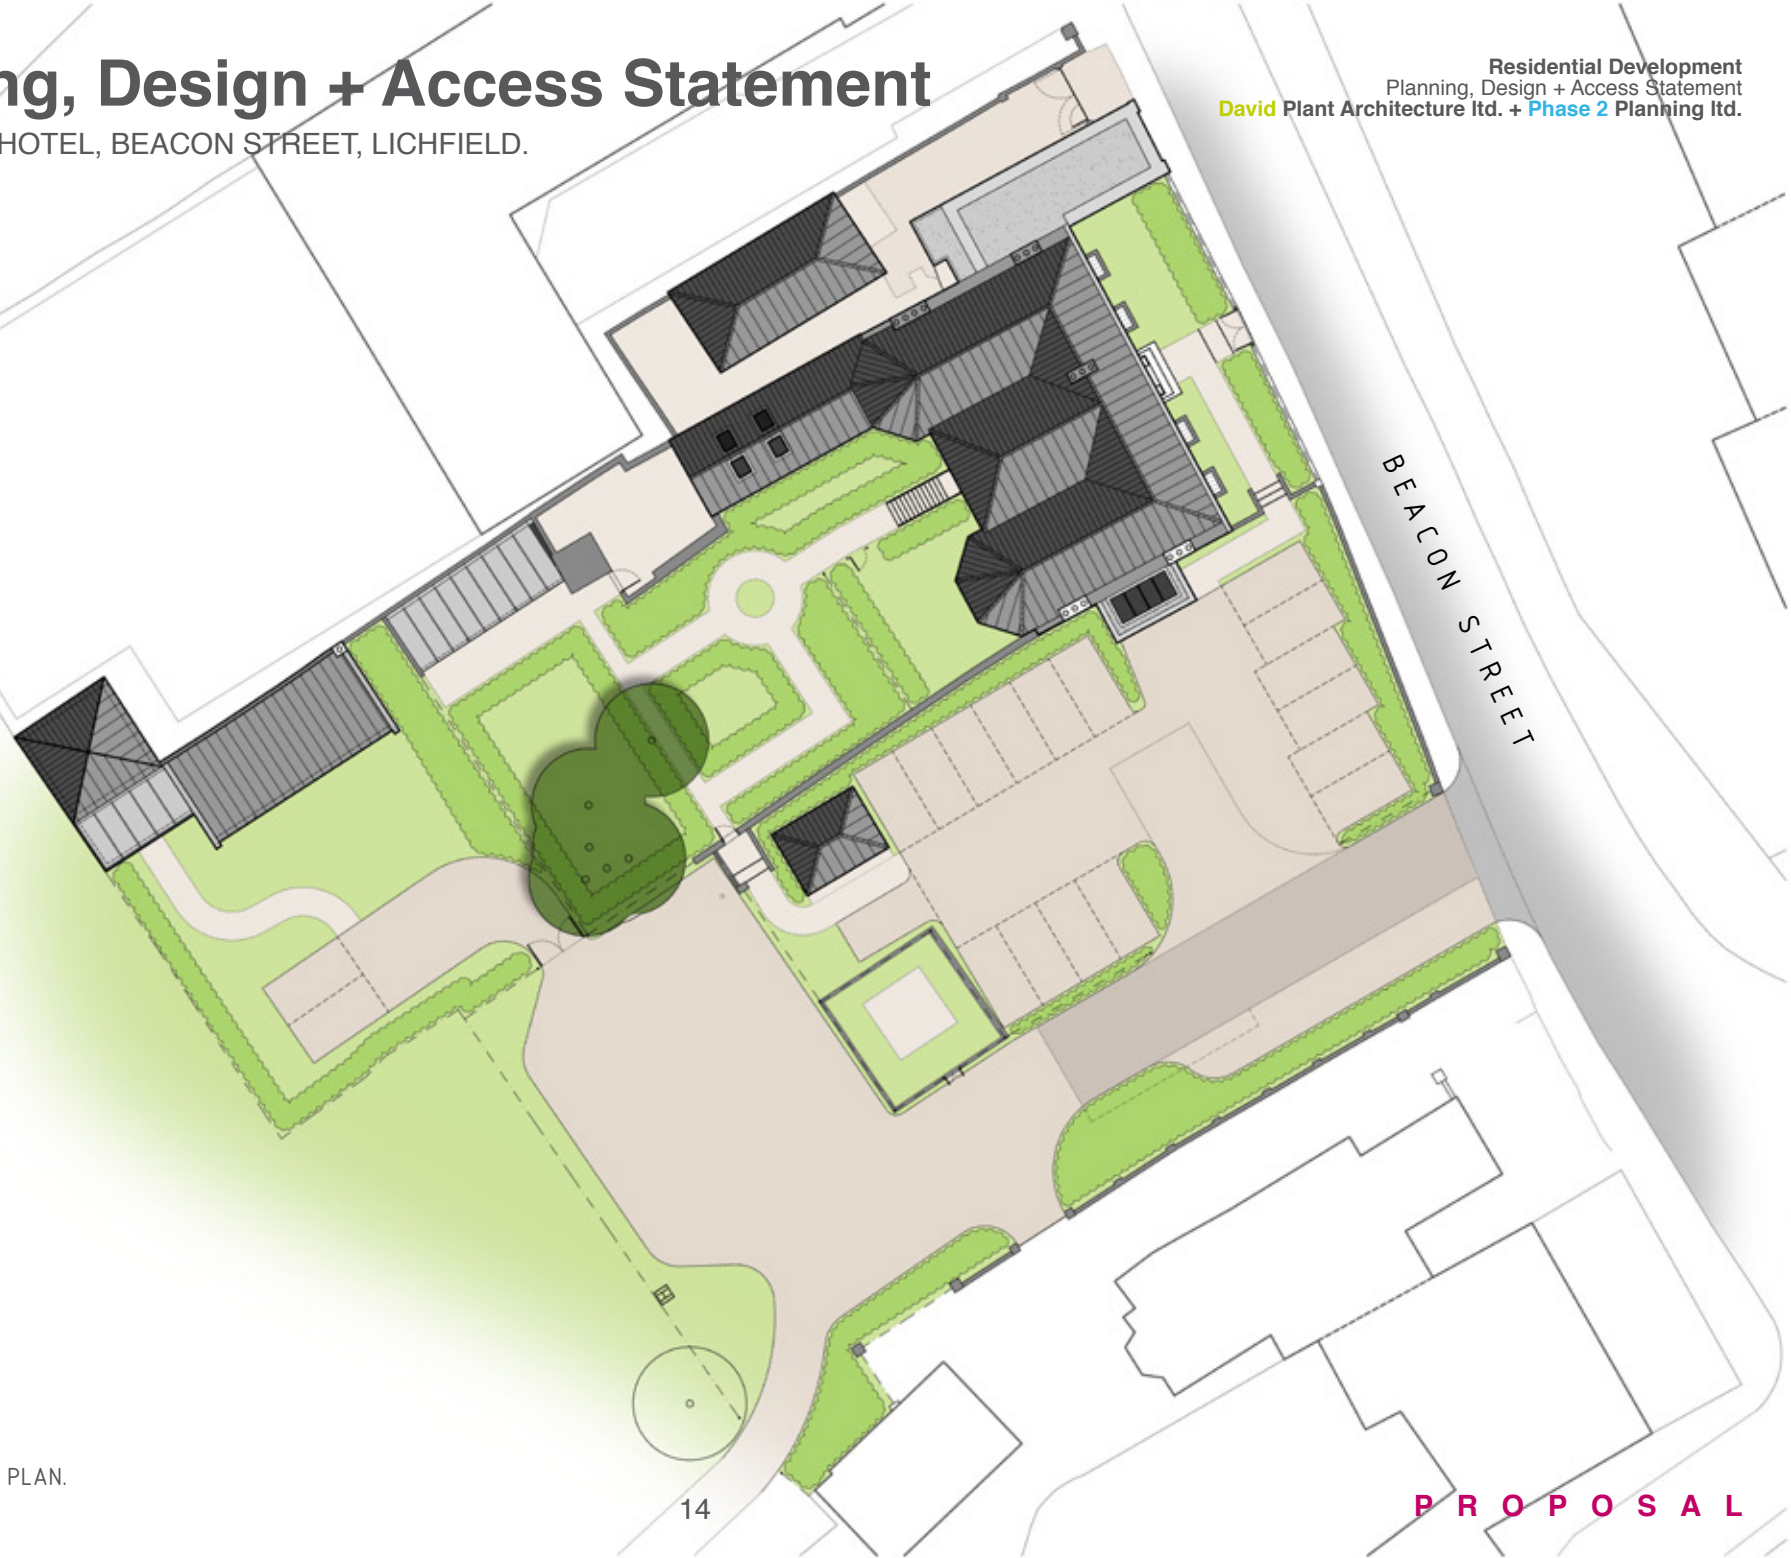 ng, Design + Access Statement
HOTEL, BEACON STREET, LICHFIELD.
Residential Development
Planning, Design + Access Statement
David Plant Architecture ltd. + Phase 2 Planning ltd.
BEACON STREET
PLAN.
14
PROPOSAL